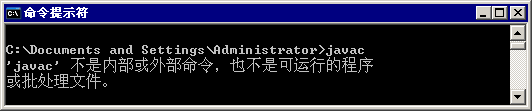 命令提示符
C:\Documents and Settings\Administrator>javac
'javac' 不是内部或外部命令，也不是可运行的程序
或批处理文件。